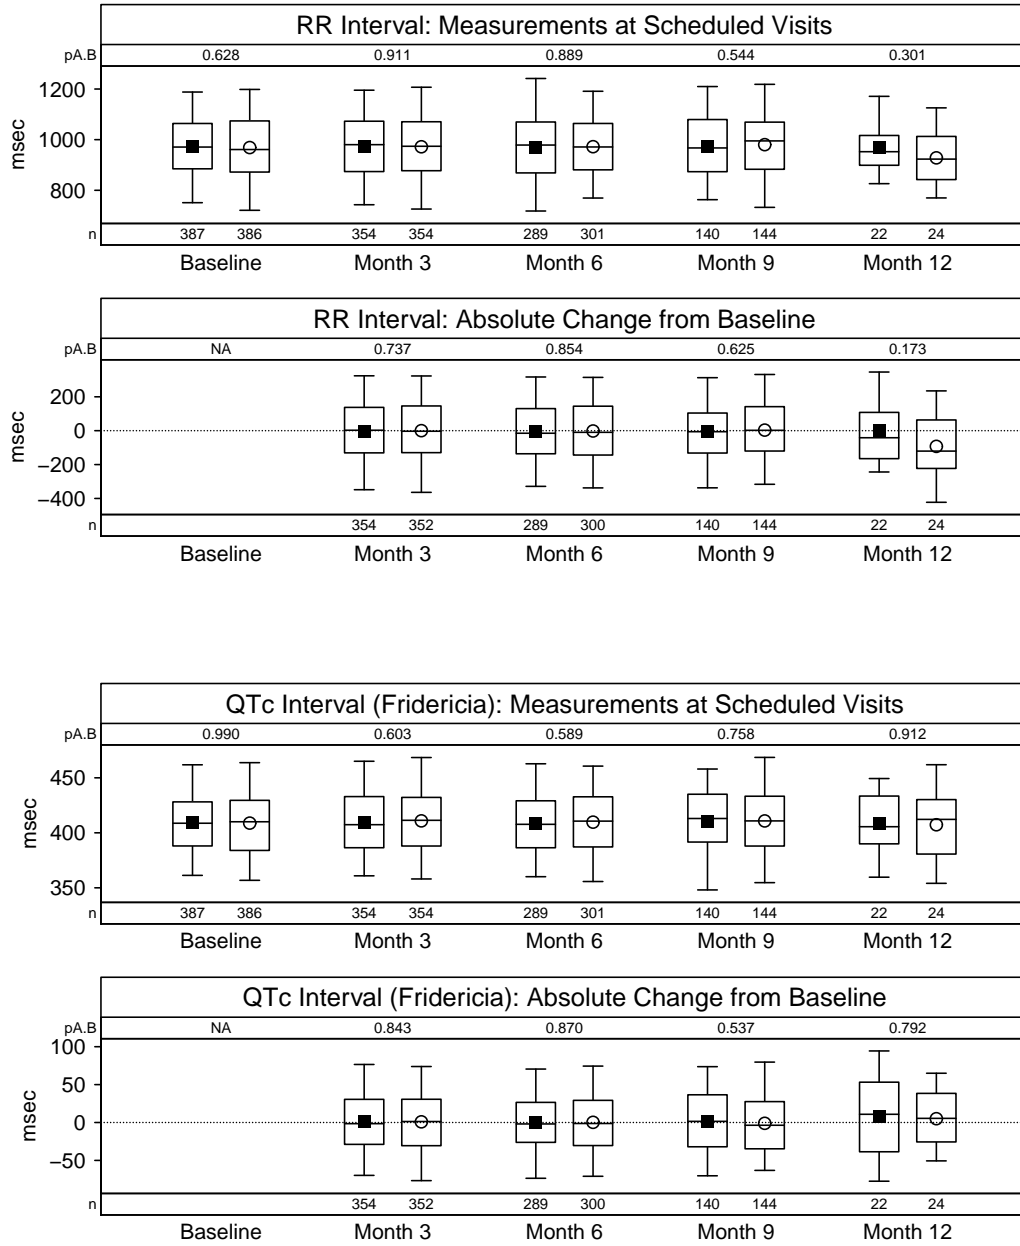 RR Interval: Measurements at Scheduled Visits
pA.B 0.628 0.911 0.889 0.544 0.301
1200
1000
800
msec
n 387 386 354 354 289 301 140 144 22 24
Baseline Month 3 Month 6 Month 9 Month 12
RR Interval: Absolute Change from Baseline
pA.B NA 0.737 0.854 0.625 0.173
200
0
−200
−400
msec
n 354 352 289 300 140 144 22 24
Baseline Month 3 Month 6 Month 9 Month 12
QTc Interval (Fridericia): Measurements at Scheduled Visits
pA.B 0.990 0.603 0.589 0.758 0.912
450
400
350
msec
n 387 386 354 354 289 301 140 144 22 24
Baseline Month 3 Month 6 Month 9 Month 12
QTc Interval (Fridericia): Absolute Change from Baseline
pA.B NA 0.843 0.870 0.537 0.792
100
50
0
−50
msec
n 354 352 289 300 140 144 22 24
Baseline Month 3 Month 6 Month 9 Month 12